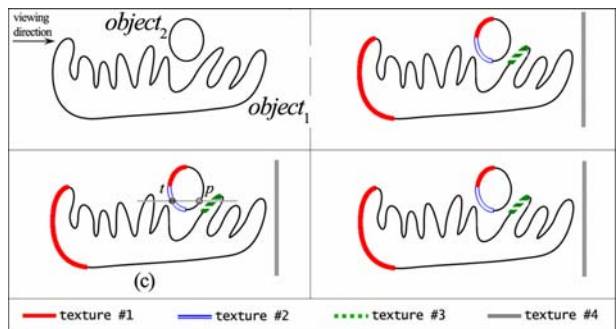 viewing
direction
object2
object1
t p
(c)
texture #1 texture #2 texture #3 texture #4